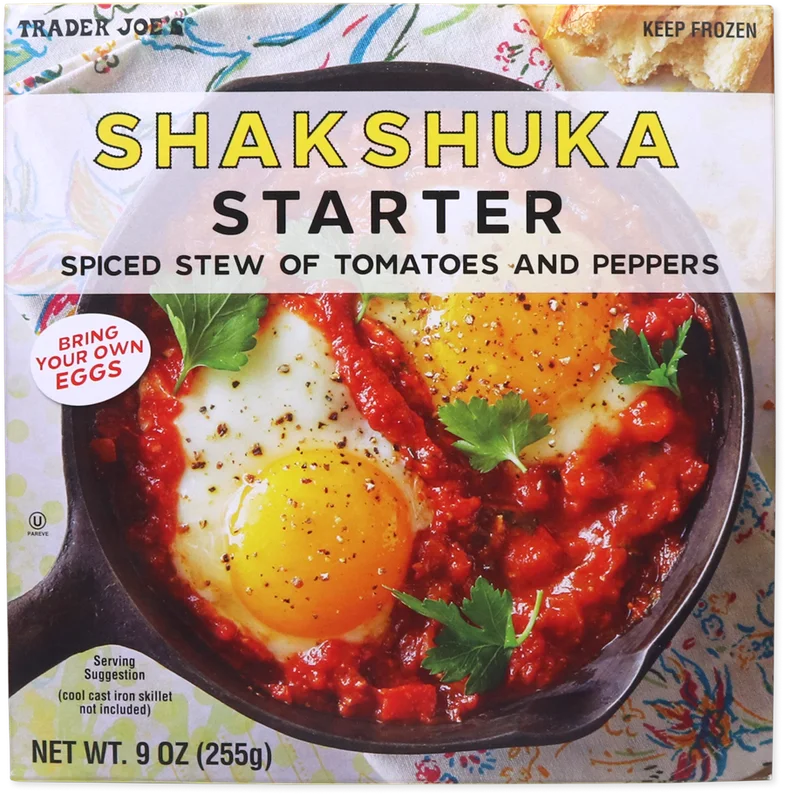 TRADER JOE'S
KEEP FROZEN
SHAKSHUKA
STARTER
SPICED STEW OF TOMATOES AND PEPPERS
BRING
YOUR OWN
EGGS
U
PAREVE
Serving
Suggestion
(cool cast iron skillet
not included)
NET WT. 9 OZ (255g)